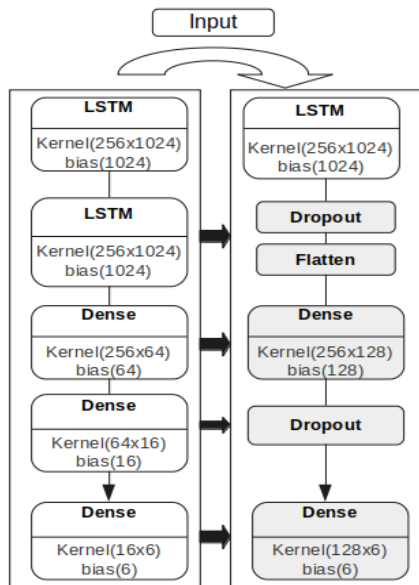 Input
LSTM
Kernel(256x1024)
bias(1024)
LSTM
Kernel(256x1024)
bias(1024)
Dense
Kernel(256x64)
bias(64)
Dense
Kernel(64x16)
bias(16)
Dense
Kernel(16x6)
bias(6)
LSTM
Kernel(256x1024)
bias(1024)
Dropout
Flatten
Dense
Kernel(256x128)
bias(128)
Dropout
Dense
Kernel(128x6)
bias(6)